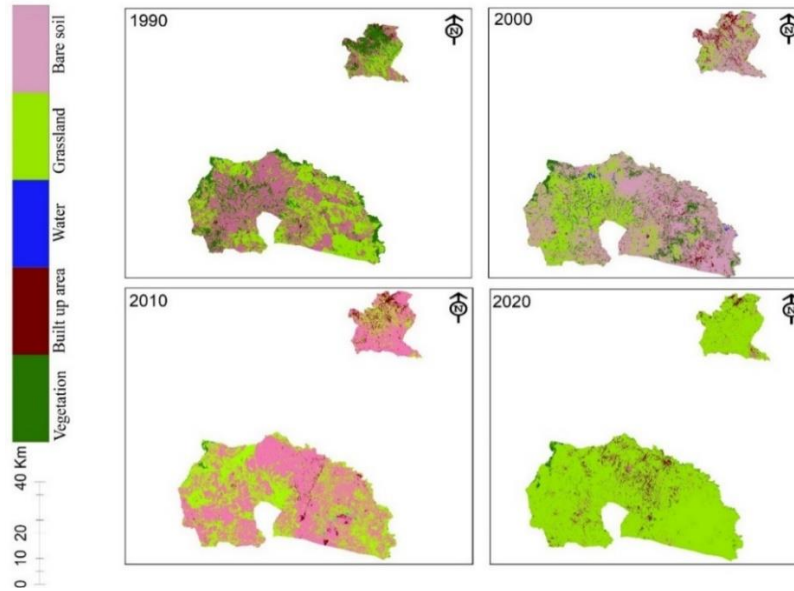 1990
N
2000
N
2010
N
2020
N
Bare soil
Grassland
Water
Built up area
Vegetation
0 10 20 40 Km